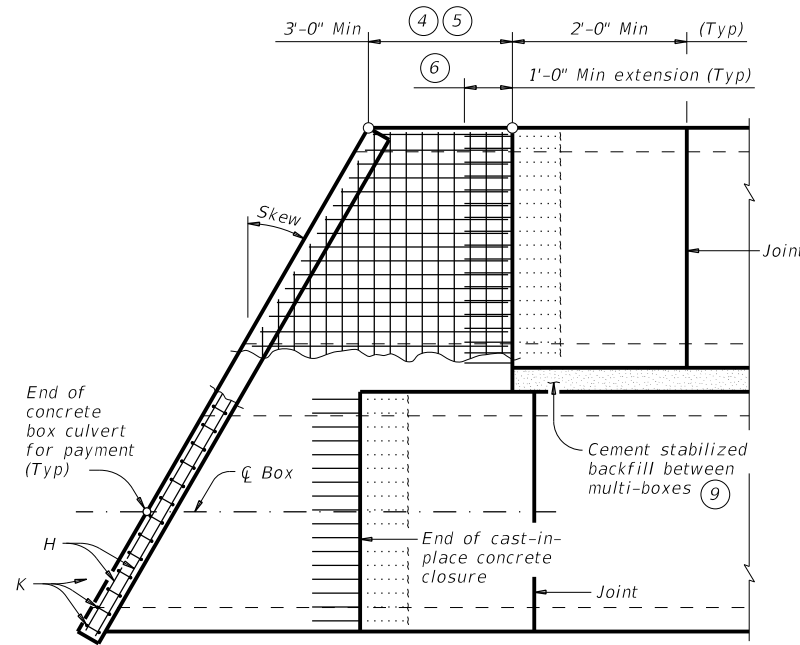 3'-0" Min
4 5
2'-0" Min
(Typ)
6
1'-0" Min extension (Typ)
Skew
Joint
End of
concrete
box culvert
for payment
(Typ)
℄ Box
Cement stabilized
backfill between
multi-boxes 9
H
K
End of cast-in-
place concrete
closure
Joint